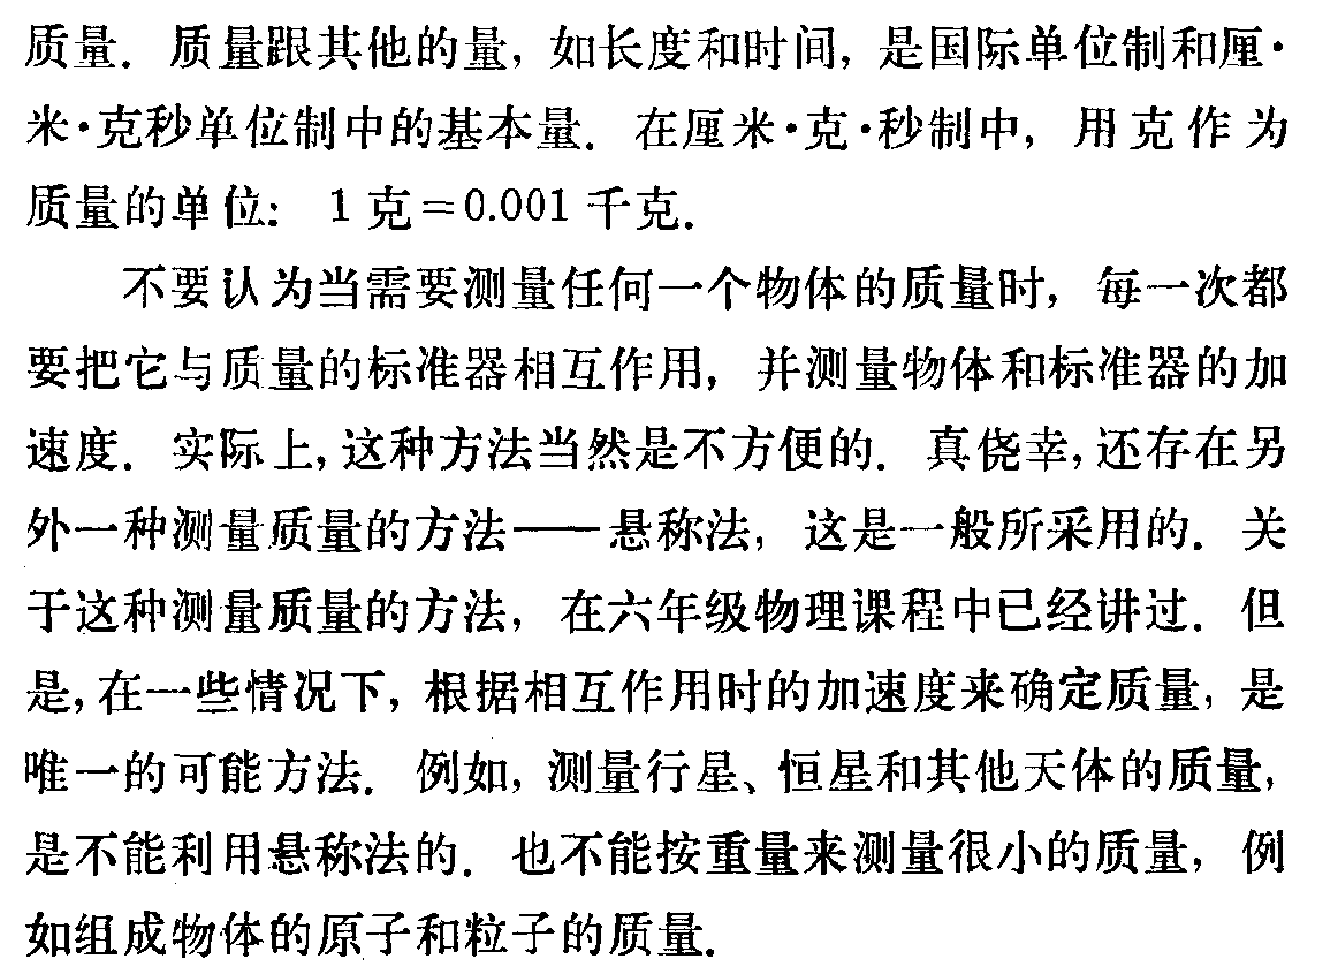 质量．质量跟其他的量，如长度和时间，是国际单位制和厘·
米·克秒单位制中的基本量．在厘米·克·秒制中，用克作为
质量的单位：1克＝0.001千克．
不要认为当需要测量任何一个物体的质量时，每一次都
要把它与质量的标准器相互作用，并测量物体和标准器的加
速度．实际上，这种方法当然是不方便的．真侥幸，还存在另
外一种测量质量的方法——悬称法，这是一般所采用的．关
于这种测量质量的方法，在六年级物理课程中已经讲过．但
是，在一些情况下，根据相互作用时的加速度来确定质量，是
唯一的可能方法．例如，测量行星、恒星和其他天体的质量，
是不能利用悬称法的．也不能按重量来测量很小的质量，例
如组成物体的原子和粒子的质量．